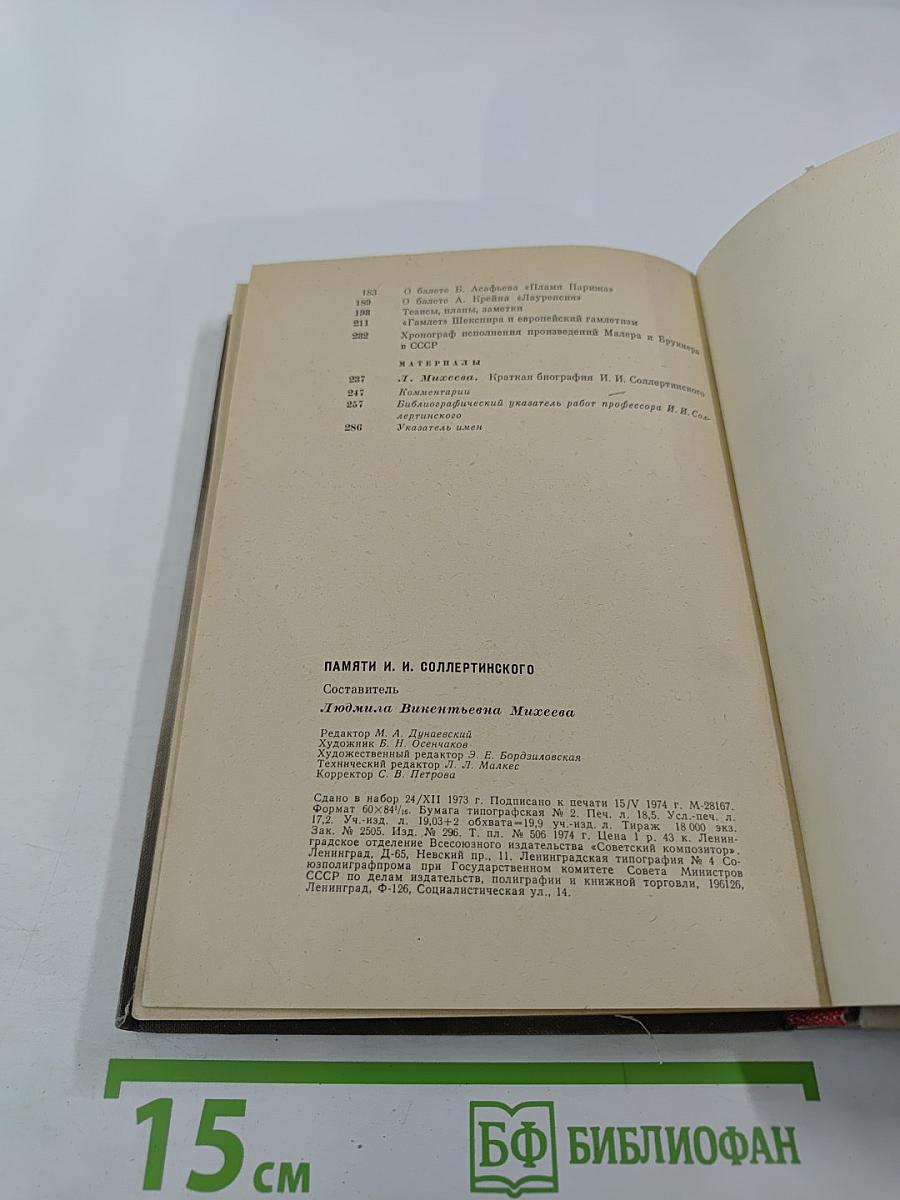 183 О балете Б. Асафьева «Пламя Парижа»
189 О балете А. Крейна «Лауренсия»
198 Тезисы, планы, заметки
211 «Гамлет» Шекспира и европейский гамлетизм
232 Хронограф исполнения произведений Малера и Брукнера
в СССР
МАТЕРИАЛЫ
237 Л. Михеева. Краткая биография И. И. Соллертинского
247 Комментарии
257 Библиографический указатель работ профессора И. И. Сол-
лертинского
286 Указатель имен
ПАМЯТИ И. И. СОЛЛЕРТИНСКОГО
Составитель
Людмила Викентьевна Михеева
Редактор М. А. Дунаевский
Художник Б. Н. Осенчаков
Художественный редактор Э. Е. Бордзиловская
Технический редактор Л. Л. Малкес
Корректор С. В. Петрова
Сдано в набор 24/XII 1973 г. Подписано к печати 15/V 1974 г. М-28167.
Формат 60×84¹/₁₆. Бумага типографская № 2. Печ. л. 18,5. Усл.-печ. л.
17,2. Уч.-изд. л. 19,03+2 обхвата=19,9 уч.-изд. л. Тираж 18 000 экз.
Зак. № 2505. Изд. № 296. Т. пл. № 506 1974 г. Цена 1 р. 43 к. Ленин-
градское отделение Всесоюзного издательства «Советский композитор».
Ленинград, Д-65, Невский пр., 11. Ленинградская типография № 4 Со-
юзполиграфпрома при Государственном комитете Совета Министров
СССР по делам издательств, полиграфии и книжной торговли, 196126,
Ленинград, Ф-126, Социалистическая ул., 14.
15 см
БФ БИБЛИОФАН